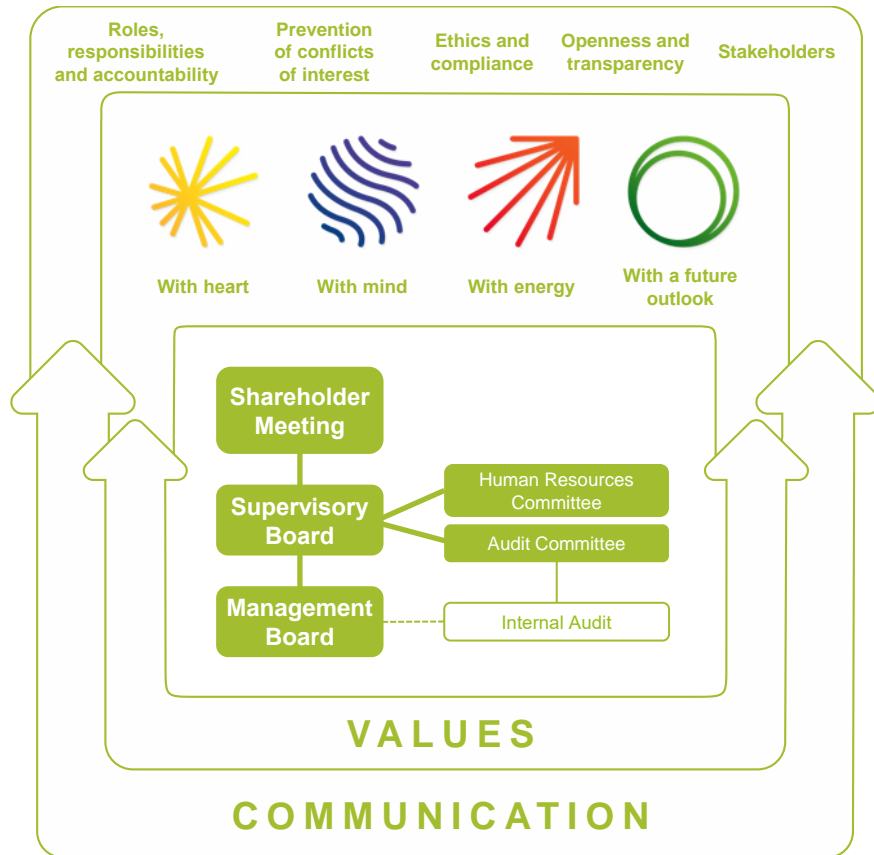 Roles,
responsibilities
and accountability
Prevention
of conflicts
of interest
Ethics and
compliance
Openness and
transparency
Stakeholders
With heart
With mind
With energy
With a future
outlook
Shareholder
Meeting
Supervisory
Board
Human Resources
Committee
Audit Committee
Management
Board
Internal Audit
VALUES
COMMUNICATION